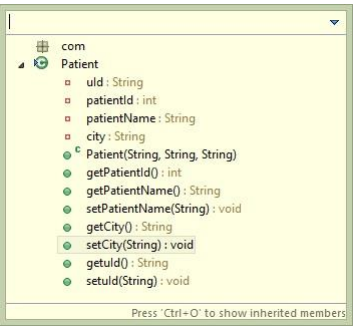 com
Patient
uId : String
patientId : int
patientName : String
city : String
Patient(String, String, String)
getPatientId() : int
getPatientName() : String
setPatientName(String) : void
getCity() : String
setCity(String) : void
getuId() : String
setuId(String) : void
Press 'Ctrl+O' to show inherited members